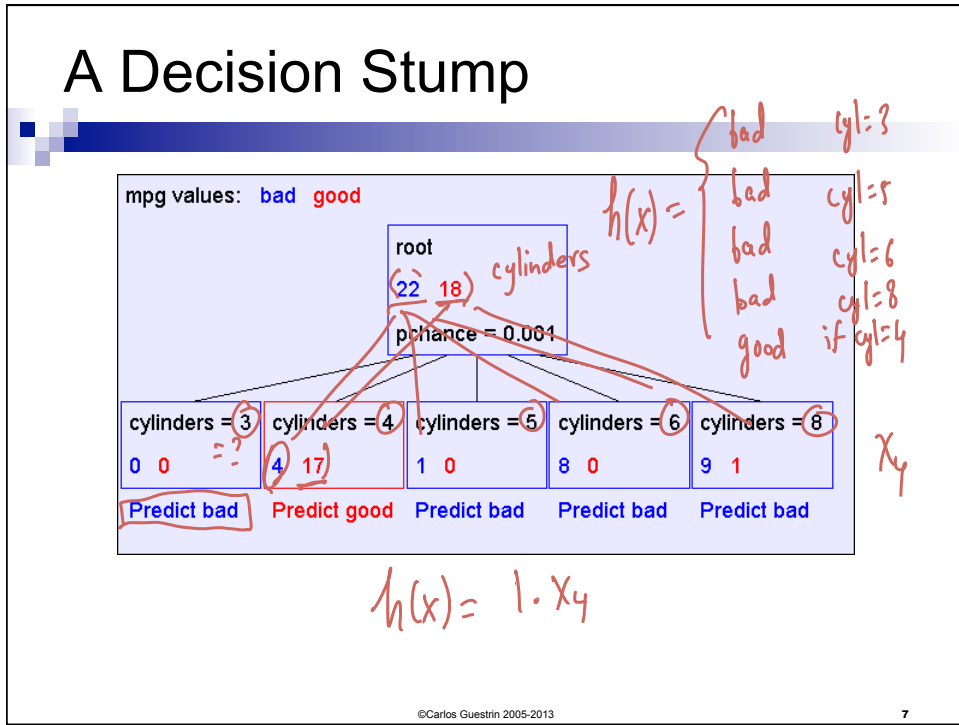 A Decision Stump
mpg values: bad good
root
22 18
pchance = 0.001
cylinders
h(x) =
bad cyl=3
bad cyl=5
bad cyl=6
bad cyl=8
good if cyl=4
cylinders = 3 cylinders = 4 cylinders = 5 cylinders = 6 cylinders = 8
0 0 =? 4 17 1 0 8 0 9 1
x4
Predict bad Predict good Predict bad Predict bad Predict bad
h(x) = 1. x4
©Carlos Guestrin 2005-2013
7